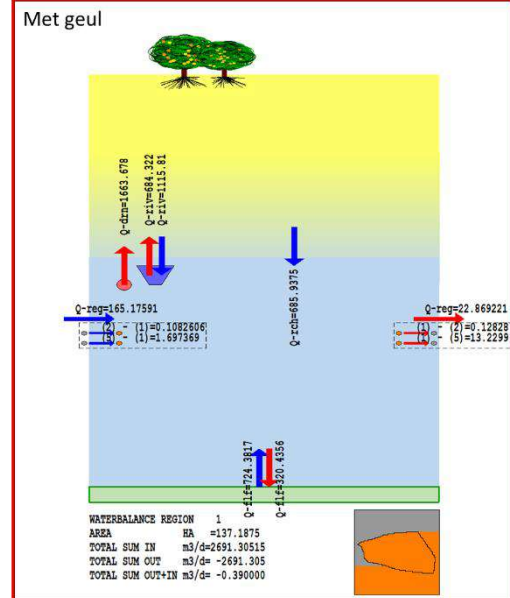 Met geul
Q-drn=1663.678
Q-riv=684.322
Q-riv=1115.81
Q-rch=685.9375
Q-reg=165.17591
(2) - (1)=0.1082606
(5) - (1)=1.697369
Q-reg=22.869221
(1) - (2)=0.12828
(1) - (5)=13.2299
Q-flf=724.3817
Q-flf=320.4356
WATERBALANCE REGION 1
AREA HA =137.1875
TOTAL SUM IN m3/d=2691.30515
TOTAL SUM OUT m3/d= -2691.305
TOTAL SUM OUT+IN m3/d= -0.390000